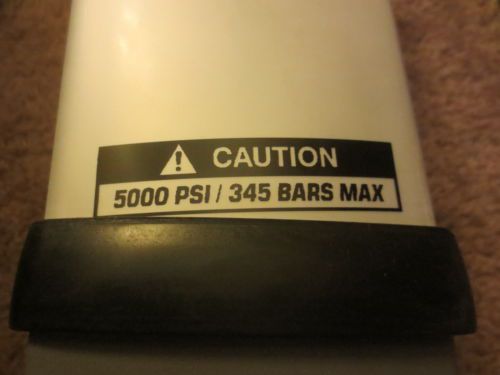 CAUTION
5000 PSI / 345 BARS MAX